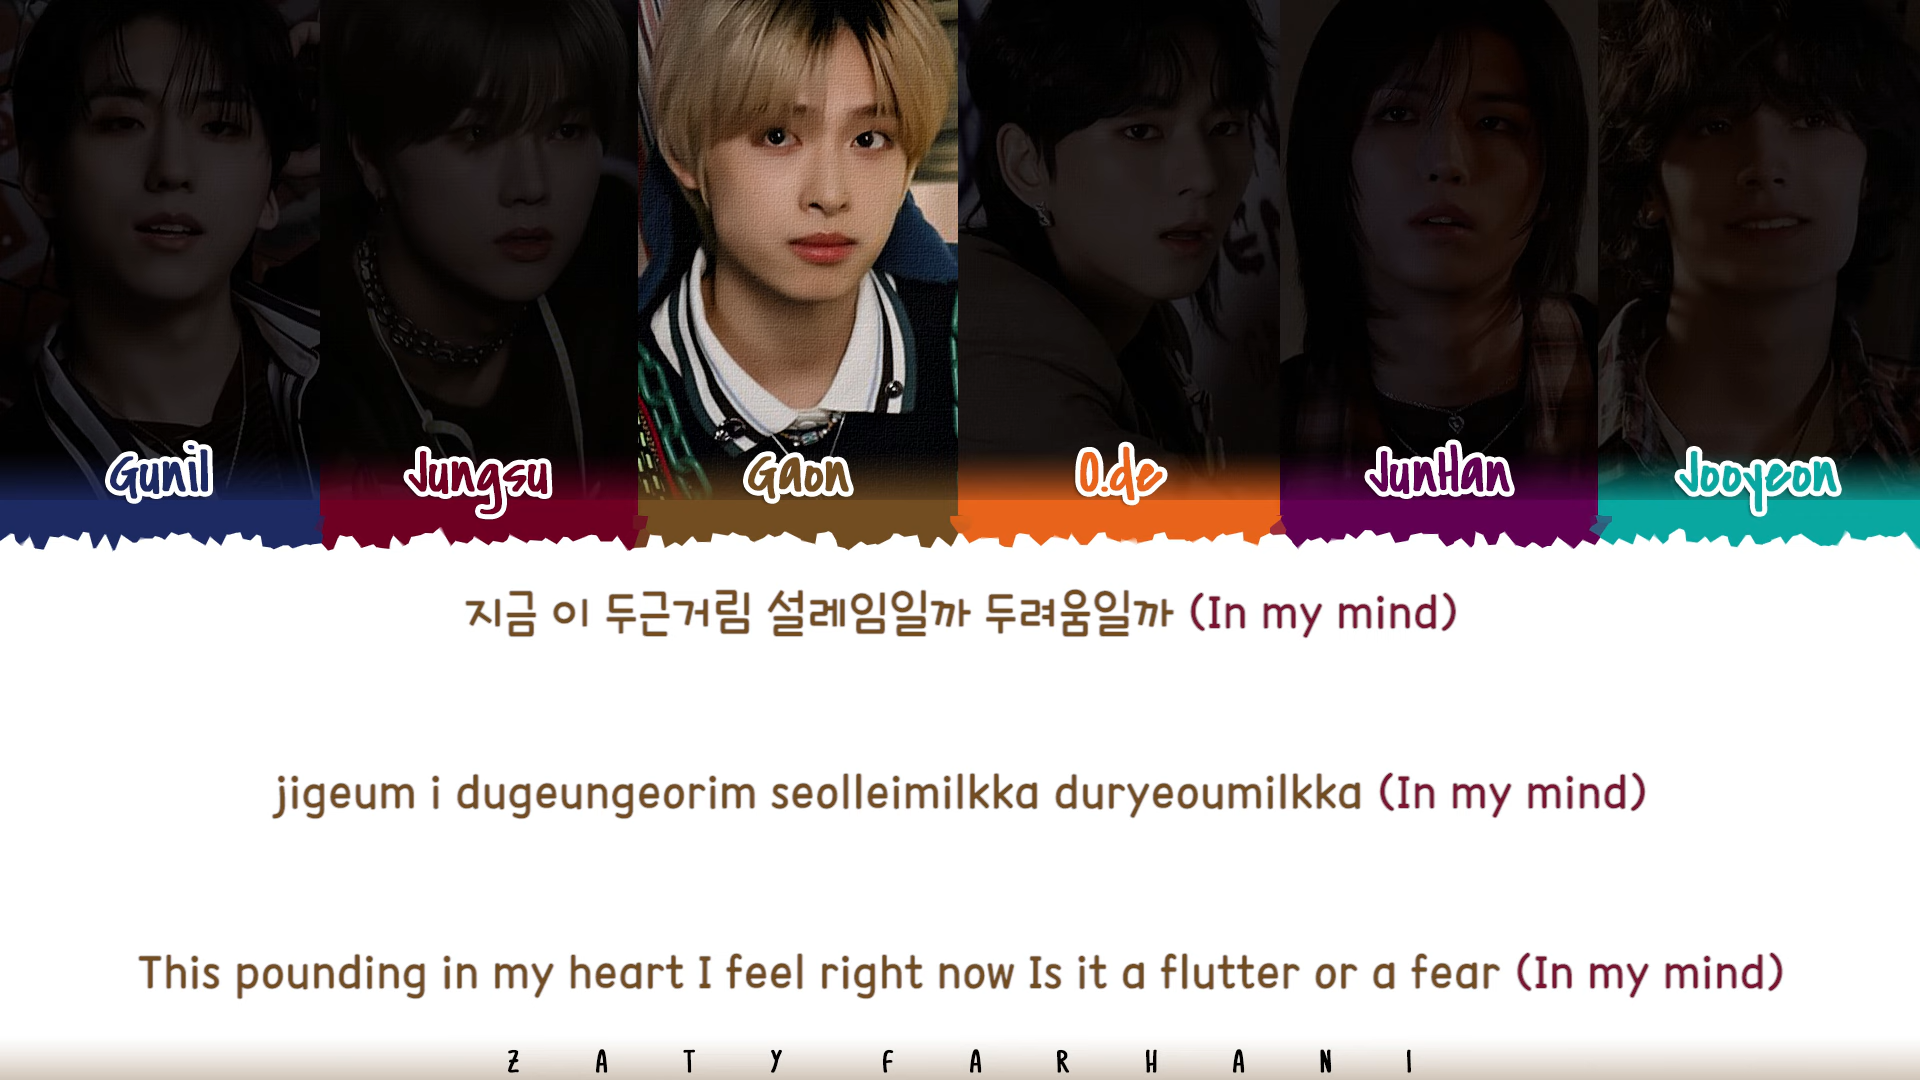 Gunil Jungsu Gaon O.de JunHan Jooyeon
지금 이 두근거림 설레임일까 두려움일까 (In my mind)
jigeum i dugeungeorim seolleimilkka duryeoumilkka (In my mind)
This pounding in my heart I feel right now Is it a flutter or a fear (In my mind)
ZATY FARHANI